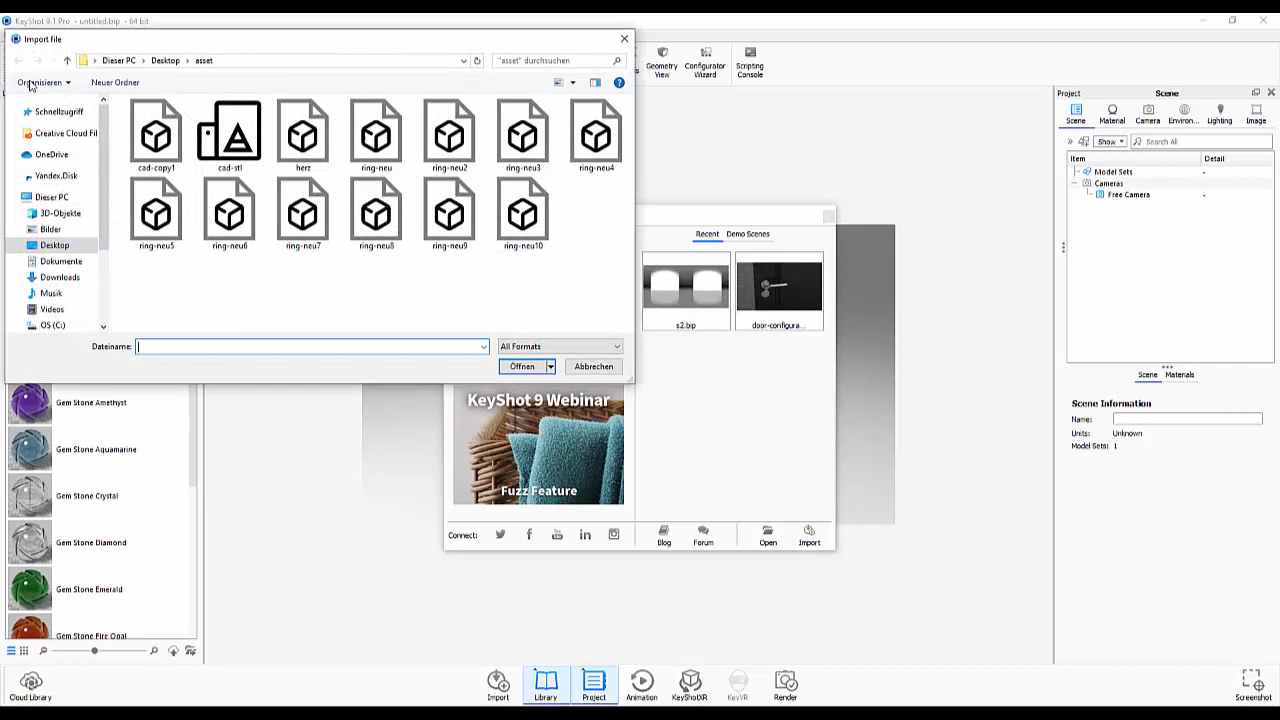 KeyShot 9.1 Pro - untitled.bip - 64 bit
Import file
Dieser PC > Desktop > asset
"asset" durchsuchen
Organisieren
Neuer Ordner
Schnellzugriff
Creative Cloud Fil
OneDrive
Yandex.Disk
Dieser PC
3D-Objekte
Bilder
Desktop
Dokumente
Downloads
Musik
Videos
OS (C:)
cad-copy1
cad-stl
herz
ring-neu
ring-neu2
ring-neu3
ring-neu4
ring-neu5
ring-neu6
ring-neu7
ring-neu8
ring-neu9
ring-neu10
Dateiname:
All Formats
Öffnen
Abbrechen
Geometry View
Configurator Wizard
Scripting Console
Recent
Demo Scenes
s2.bip
door-configura...
KeyShot 9 Webinar
Fuzz Feature
Connect:
Blog
Forum
Open
Import
Gem Stone Amethyst
Gem Stone Aquamarine
Gem Stone Crystal
Gem Stone Diamond
Gem Stone Emerald
Gem Stone Fire Opal
Project
Scene
Scene
Material
Camera
Environ...
Lighting
Image
Show
Search All
Item
Detail
Model Sets
-
Cameras
Free Camera
-
Scene
Materials
Scene Information
Name:
Units: Unknown
Model Sets: 1
Cloud Library
Import
Library
Project
Animation
KeyShotXR
KeyVR
Render
Screenshot